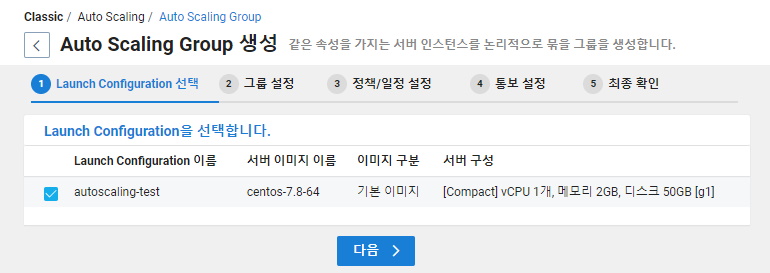 Classic / Auto Scaling / Auto Scaling Group
Auto Scaling Group 생성 같은 속성을 가지는 서버 인스턴스를 논리적으로 묶을 그룹을 생성합니다.
1 Launch Configuration 선택 2 그룹 설정 3 정책/일정 설정 4 통보 설정 5 최종 확인
Launch Configuration을 선택합니다.
Launch Configuration 이름 서버 이미지 이름 이미지 구분 서버 구성
autoscaling-test centos-7.8-64 기본 이미지 [Compact] vCPU 1개, 메모리 2GB, 디스크 50GB [g1]
다음